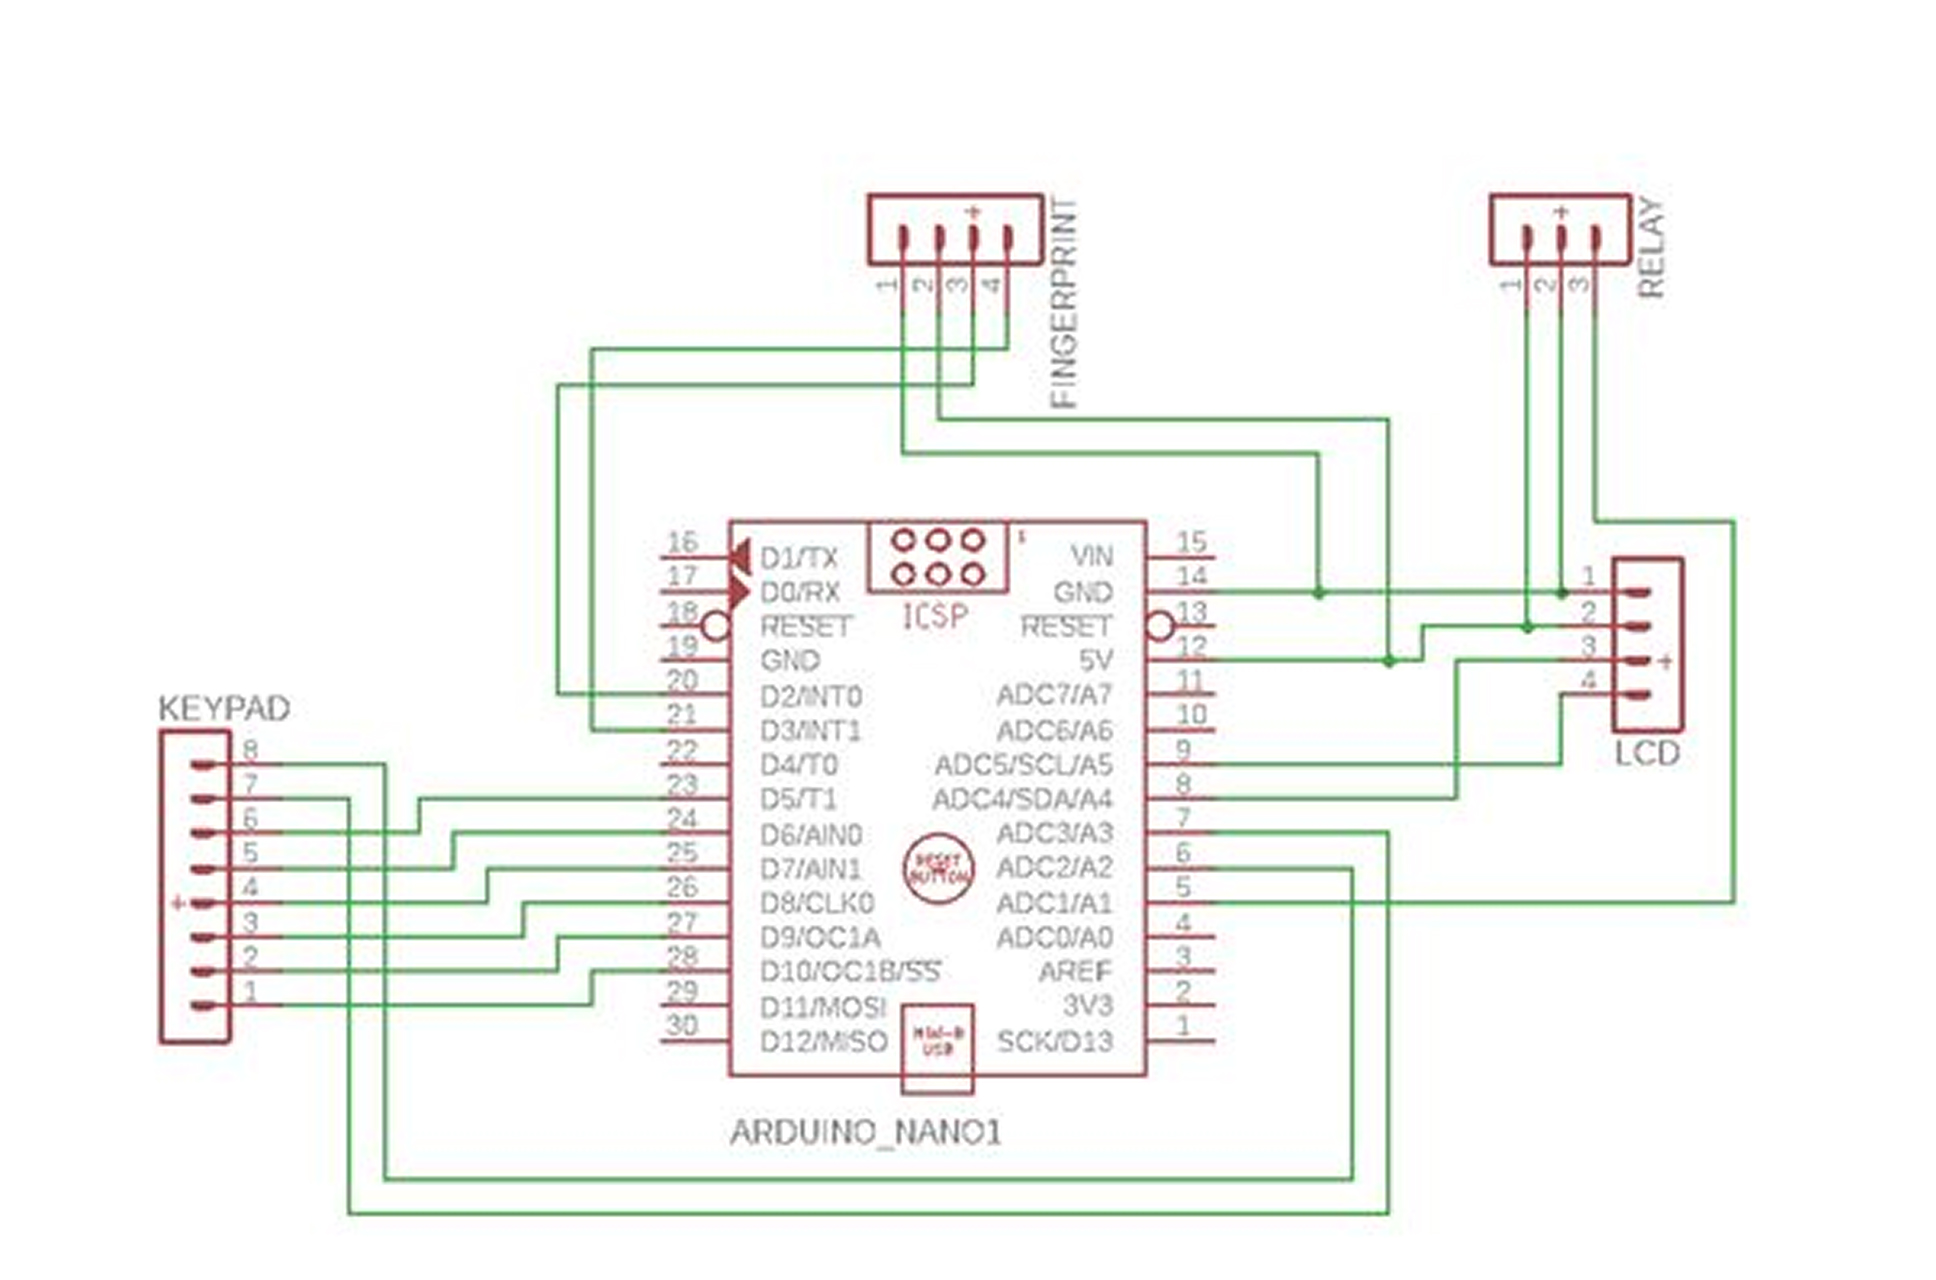 FINGERPRINT
+
1 2 3 4
RELAY
+
1 2 3
KEYPAD
8
7
6
5
4
+
3
2
1
ICSP
1
16 D1/TX
17 D0/RX
18 RESET
19 GND
20 D2/INT0
21 D3/INT1
22 D4/T0
23 D5/T1
24 D6/AIN0
25 D7/AIN1
26 D8/CLK0
27 D9/OC1A
28 D10/OC1B/SS
29 D11/MOSI
30 D12/MISO
RESET
BUTTON
USB
VIN 15
GND 14
RESET 13
5V 12
ADC7/A7 11
ADC6/A6 10
ADC5/SCL/A5 9
ADC4/SDA/A4 8
ADC3/A3 7
ADC2/A2 6
ADC1/A1 5
ADC0/A0 4
AREF 3
3V3 2
SCK/D13 1
ARDUINO_NANO1
1
2
3
+
4
LCD